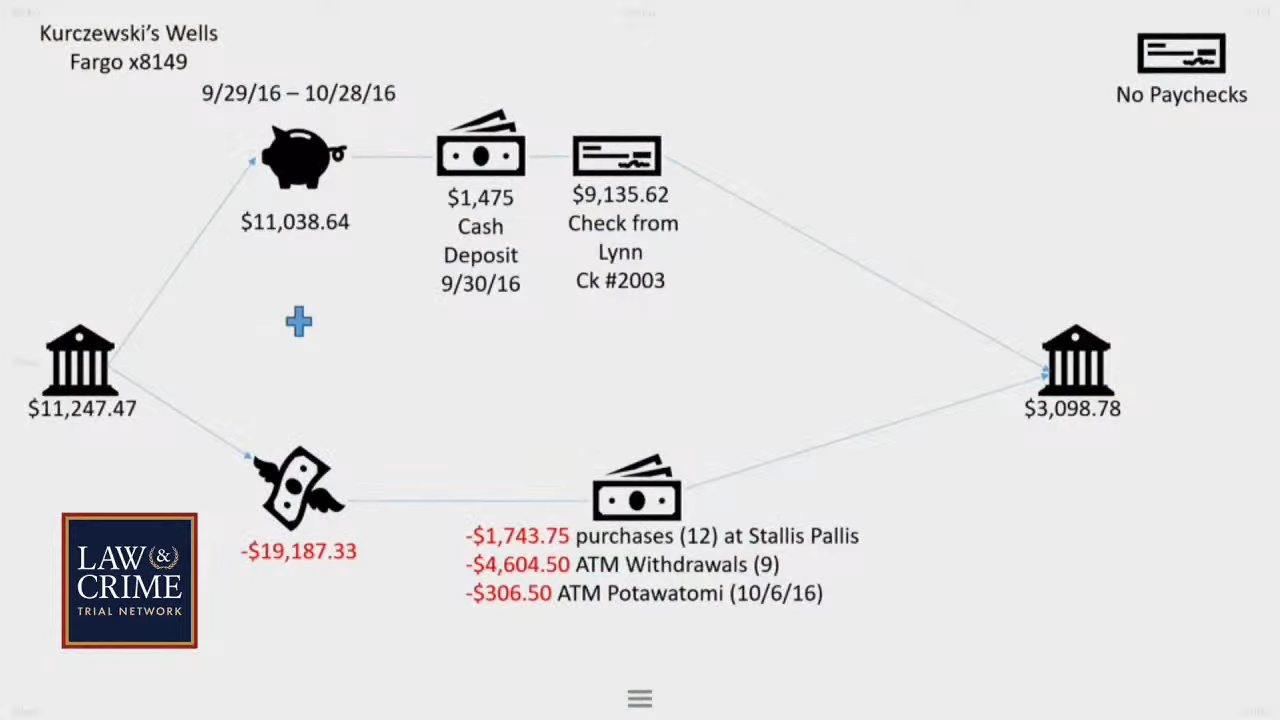 Kurczewski's Wells
Fargo x8149
9/29/16 – 10/28/16
No Paychecks
$11,038.64
$1,475
Cash
Deposit
9/30/16
$9,135.62
Check from
Lynn
Ck #2003
$11,247.47
$3,098.78
-$19,187.33
-$1,743.75 purchases (12) at Stallis Pallis
-$4,604.50 ATM Withdrawals (9)
-$306.50 ATM Potawatomi (10/6/16)
LAW &
CRIME
TRIAL NETWORK